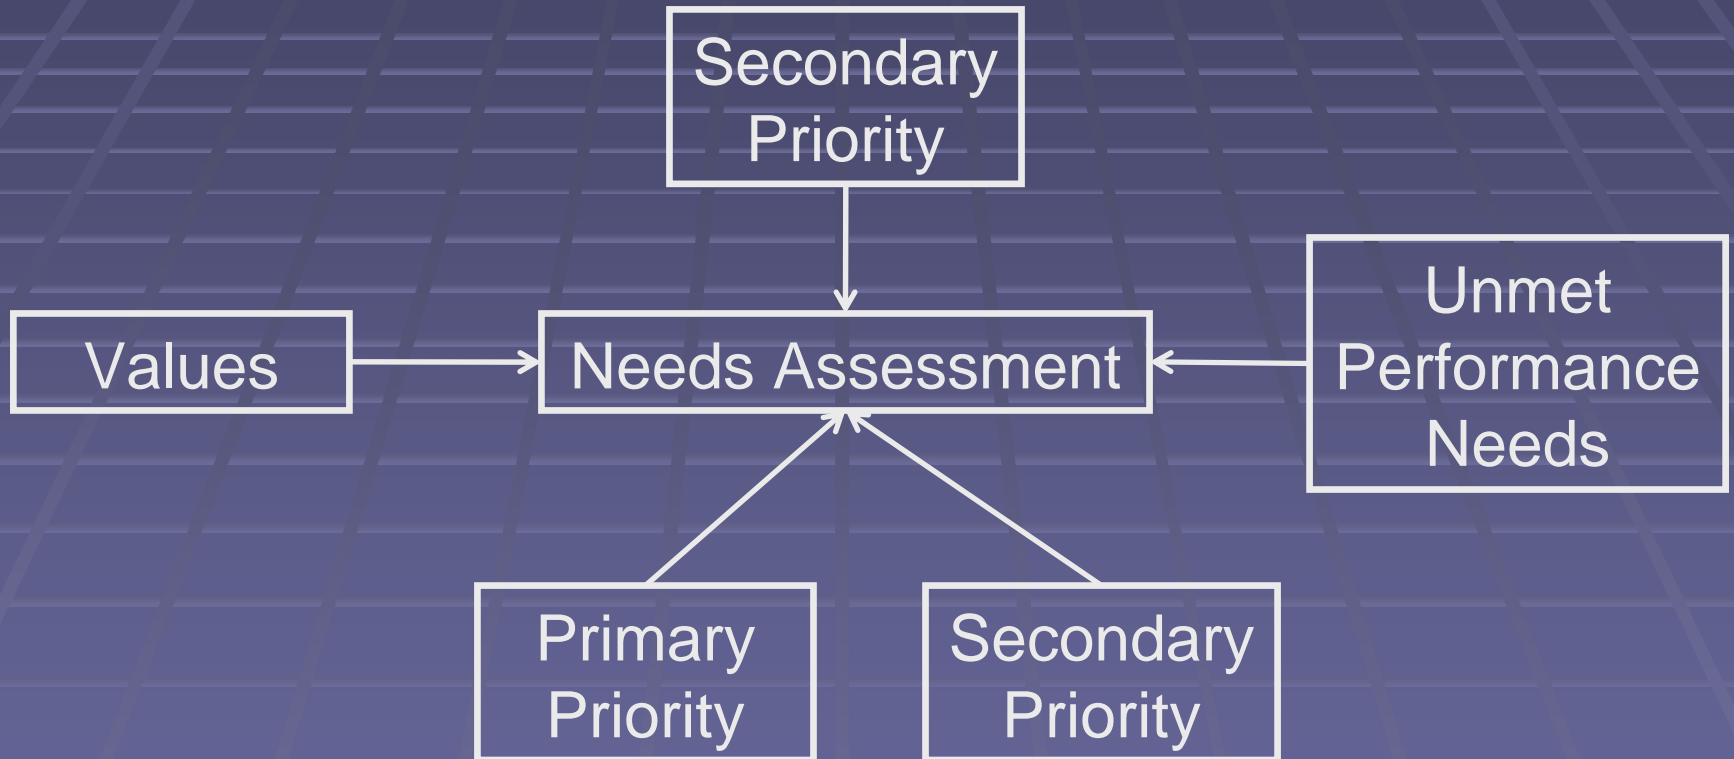 Secondary
Priority
Values
Needs Assessment
Unmet
Performance
Needs
Primary
Priority
Secondary
Priority